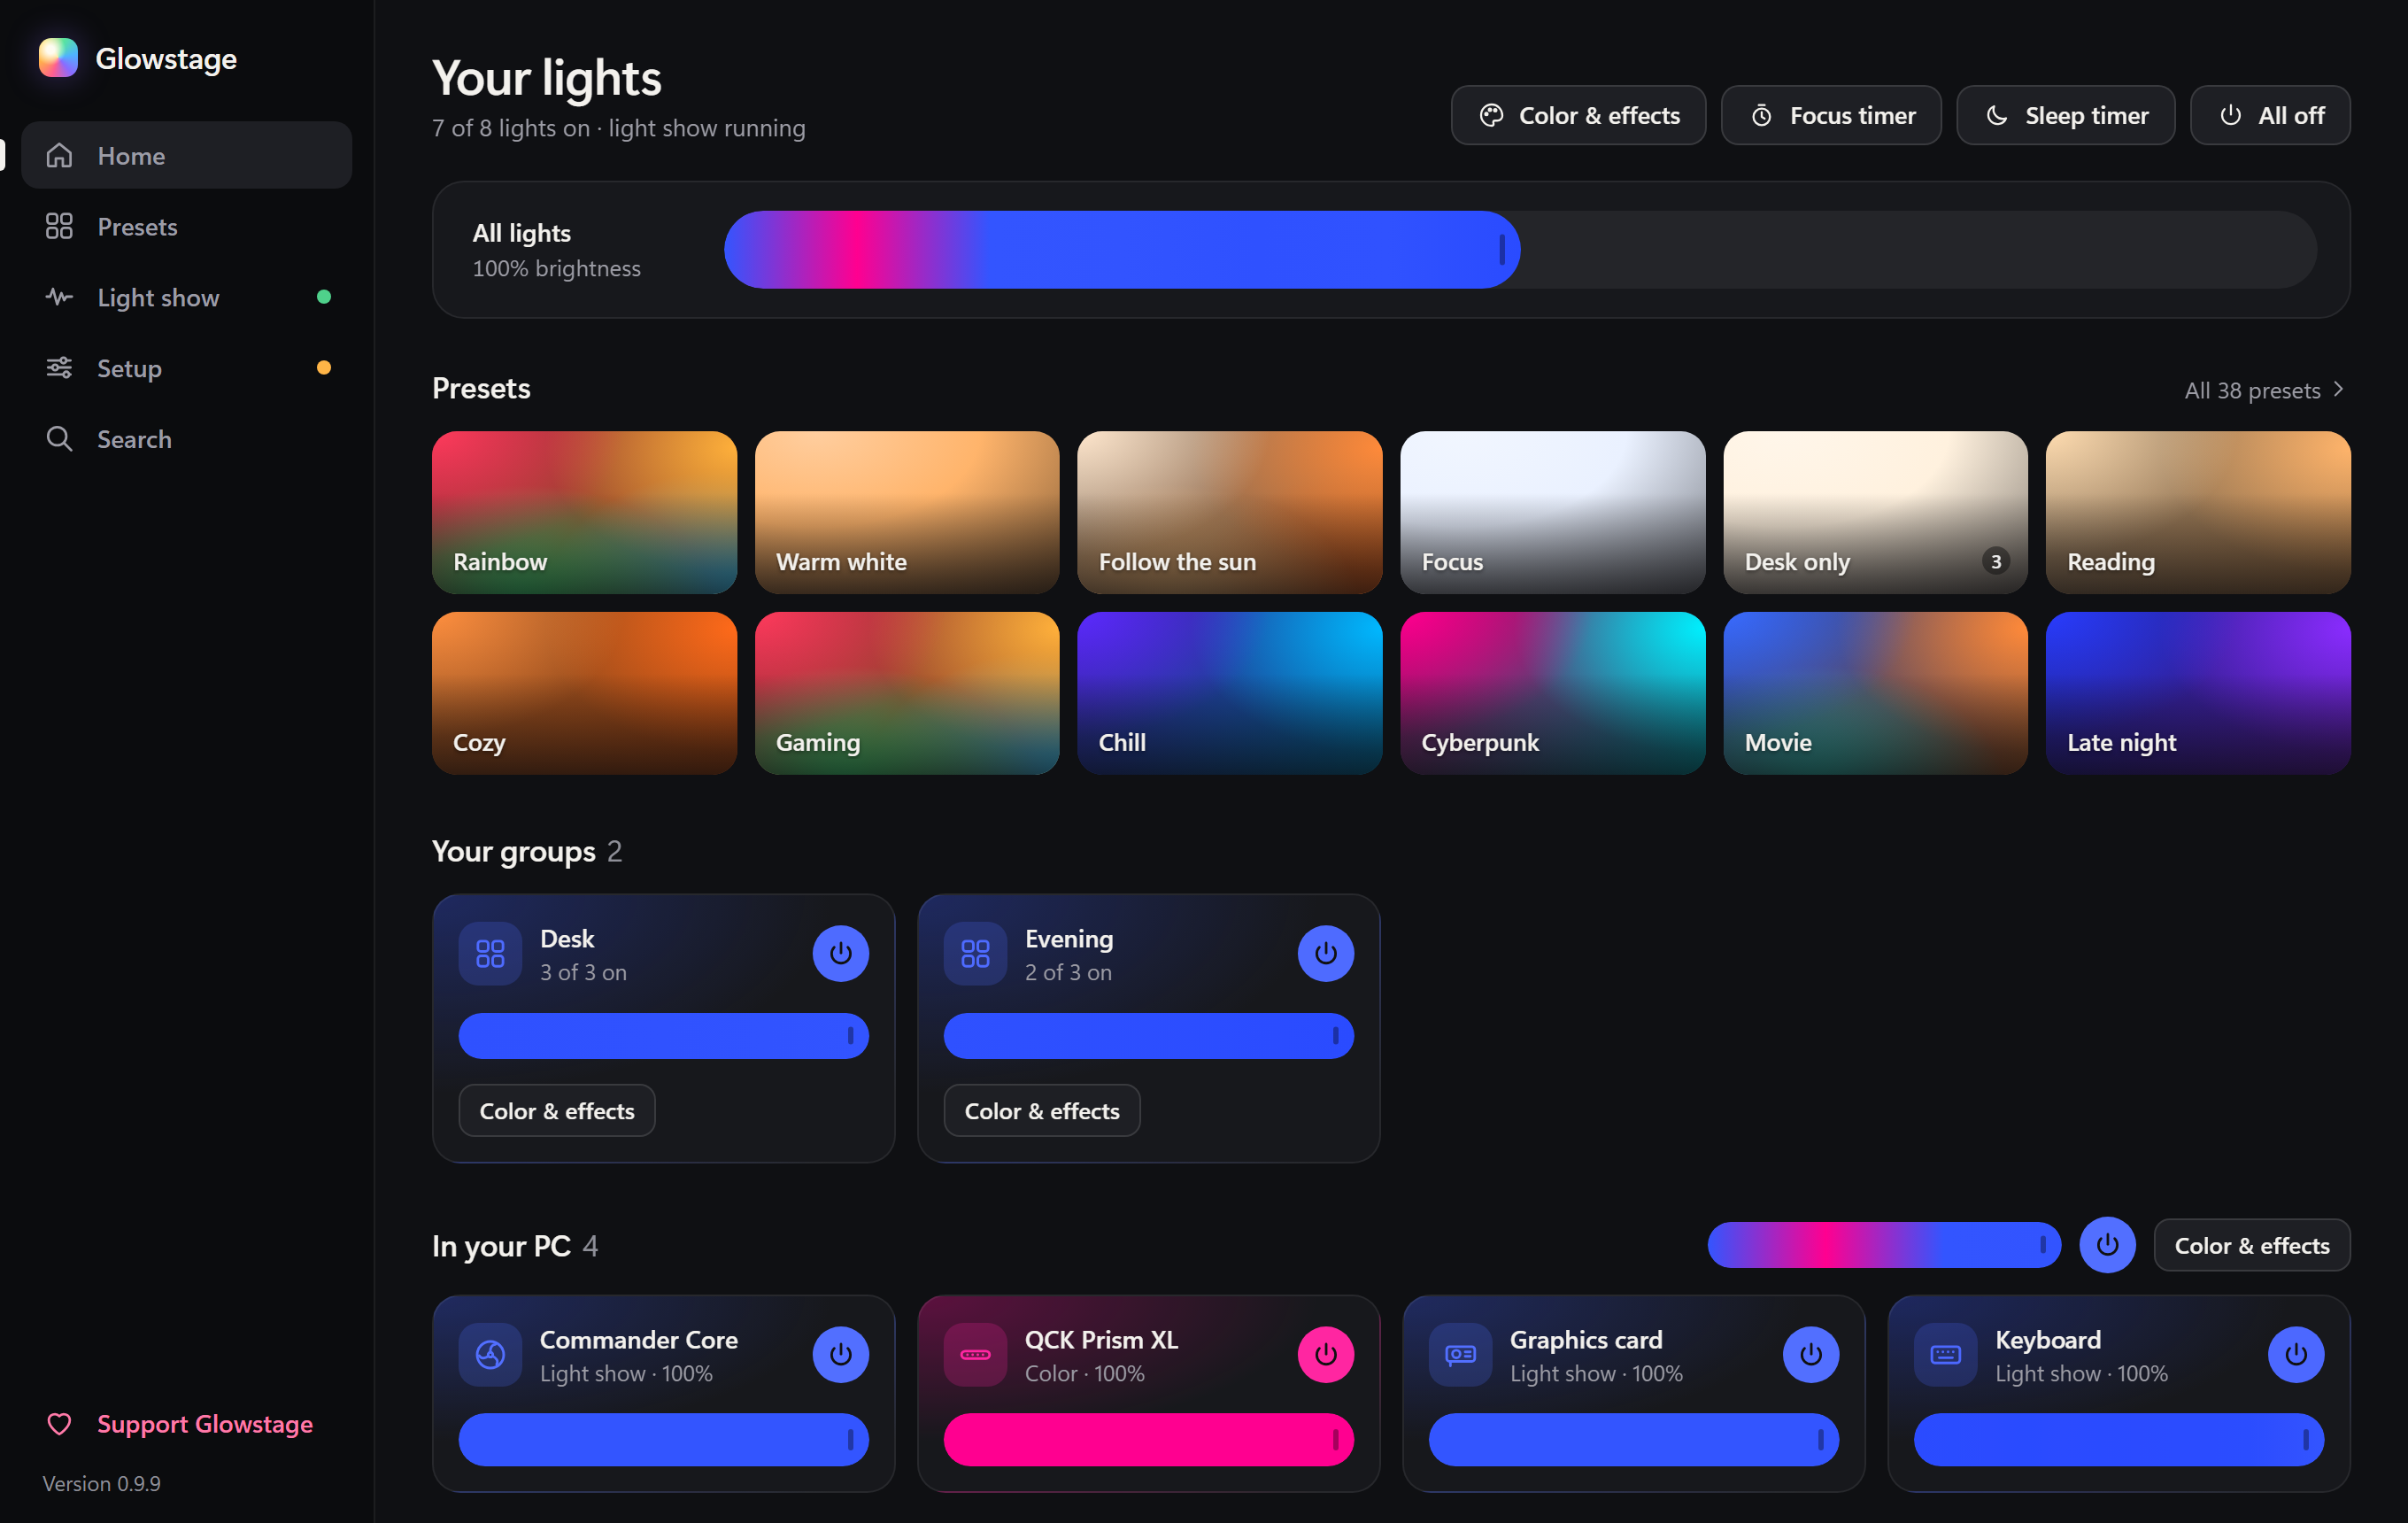 Glowstage
Home
Presets
Light show
Setup
Search
Support Glowstage
Version 0.9.9
Your lights
7 of 8 lights on · light show running
Color & effects
Focus timer
Sleep timer
All off
All lights
100% brightness
Presets
All 38 presets
Rainbow
Warm white
Follow the sun
Focus
Desk only
3
Reading
Cozy
Gaming
Chill
Cyberpunk
Movie
Late night
Your groups 2
Desk
3 of 3 on
Color & effects
Evening
2 of 3 on
Color & effects
In your PC 4
Color & effects
Commander Core
Light show · 100%
QCK Prism XL
Color · 100%
Graphics card
Light show · 100%
Keyboard
Light show · 100%